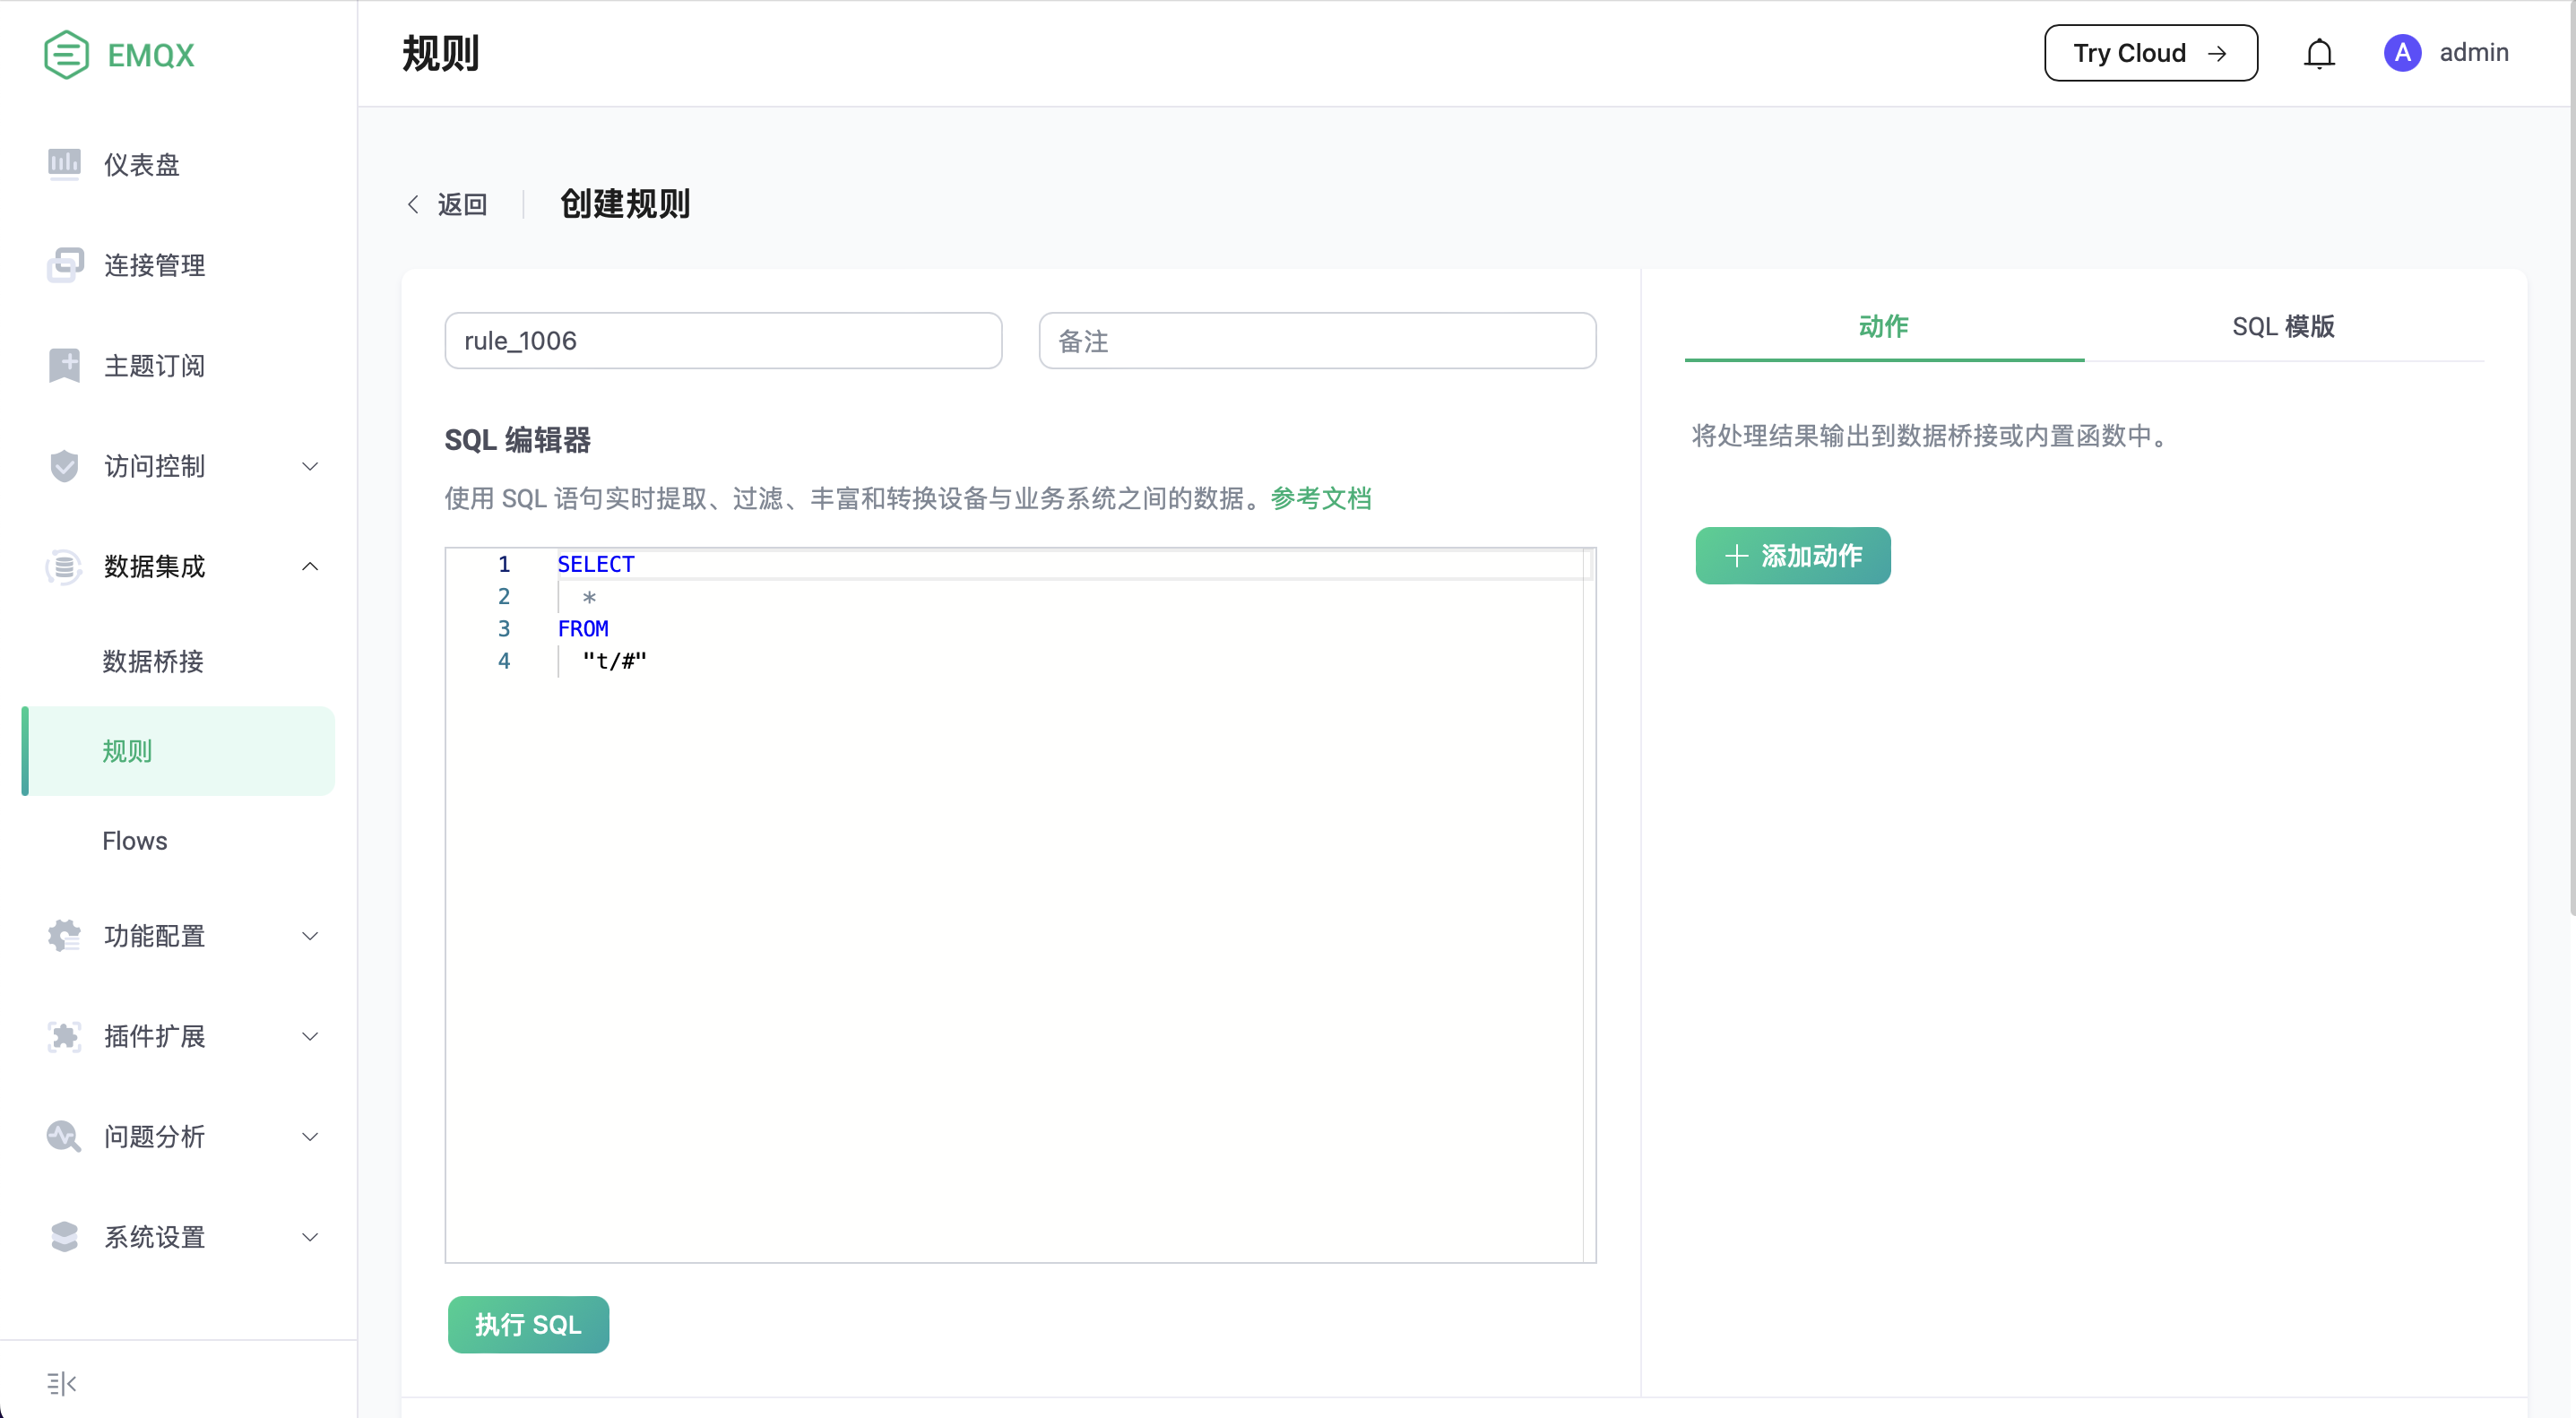 EMQX
规则
Try Cloud →
A admin
仪表盘
连接管理
主题订阅
访问控制
数据集成
数据桥接
规则
Flows
功能配置
插件扩展
问题分析
系统设置
返回
创建规则
rule_1006
备注
SQL 编辑器
使用 SQL 语句实时提取、过滤、丰富和转换设备与业务系统之间的数据。参考文档
1 SELECT
2 *
3 FROM
4 "t/#"
执行 SQL
动作
SQL 模版
将处理结果输出到数据桥接或内置函数中。
+ 添加动作